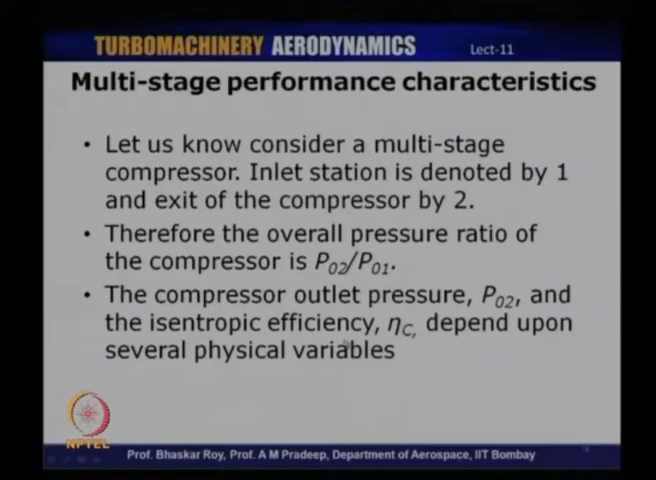 TURBOMACHINERY AERODYNAMICS Lect-11
Multi-stage performance characteristics
• Let us know consider a multi-stage
compressor. Inlet station is denoted by 1
and exit of the compressor by 2.
• Therefore the overall pressure ratio of
the compressor is P02/P01.
• The compressor outlet pressure, P02, and
the isentropic efficiency, ηC, depend upon
several physical variables
NPTEL
Prof. Bhaskar Roy, Prof. A M Pradeep, Department of Aerospace, IIT Bombay